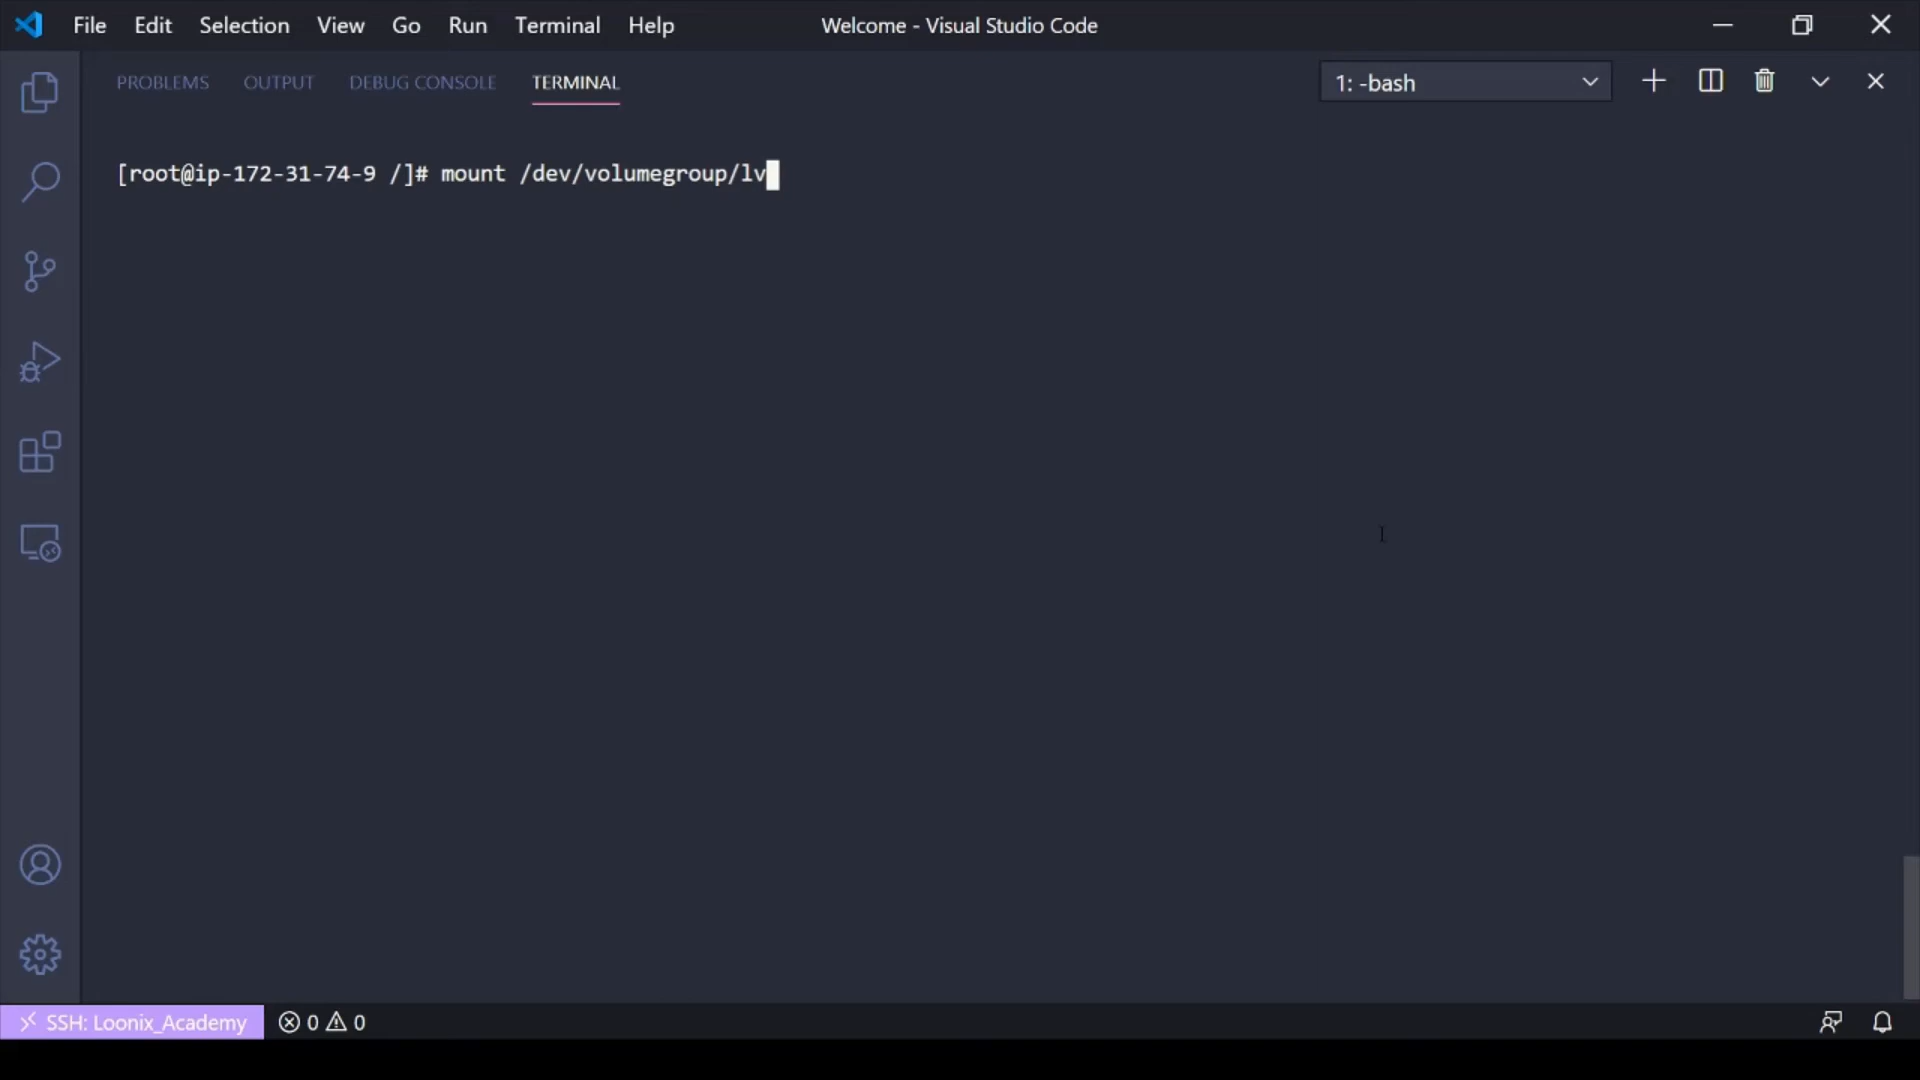 File Edit Selection View Go Run Terminal Help Welcome - Visual Studio Code
PROBLEMS OUTPUT DEBUG CONSOLE TERMINAL 1: -bash
[root@ip-172-31-74-9 /]# mount /dev/volumegroup/lv
SSH: Loonix_Academy 0 0